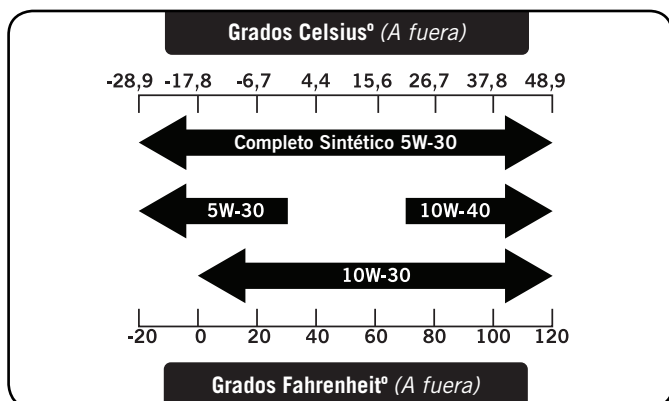 Grados Celsiusº (A fuera)
-28,9 -17,8 -6,7 4,4 15,6 26,7 37,8 48,9
Completo Sintético 5W-30
5W-30 10W-40
10W-30
-20 0 20 40 60 80 100 120
Grados Fahrenheitº (A fuera)